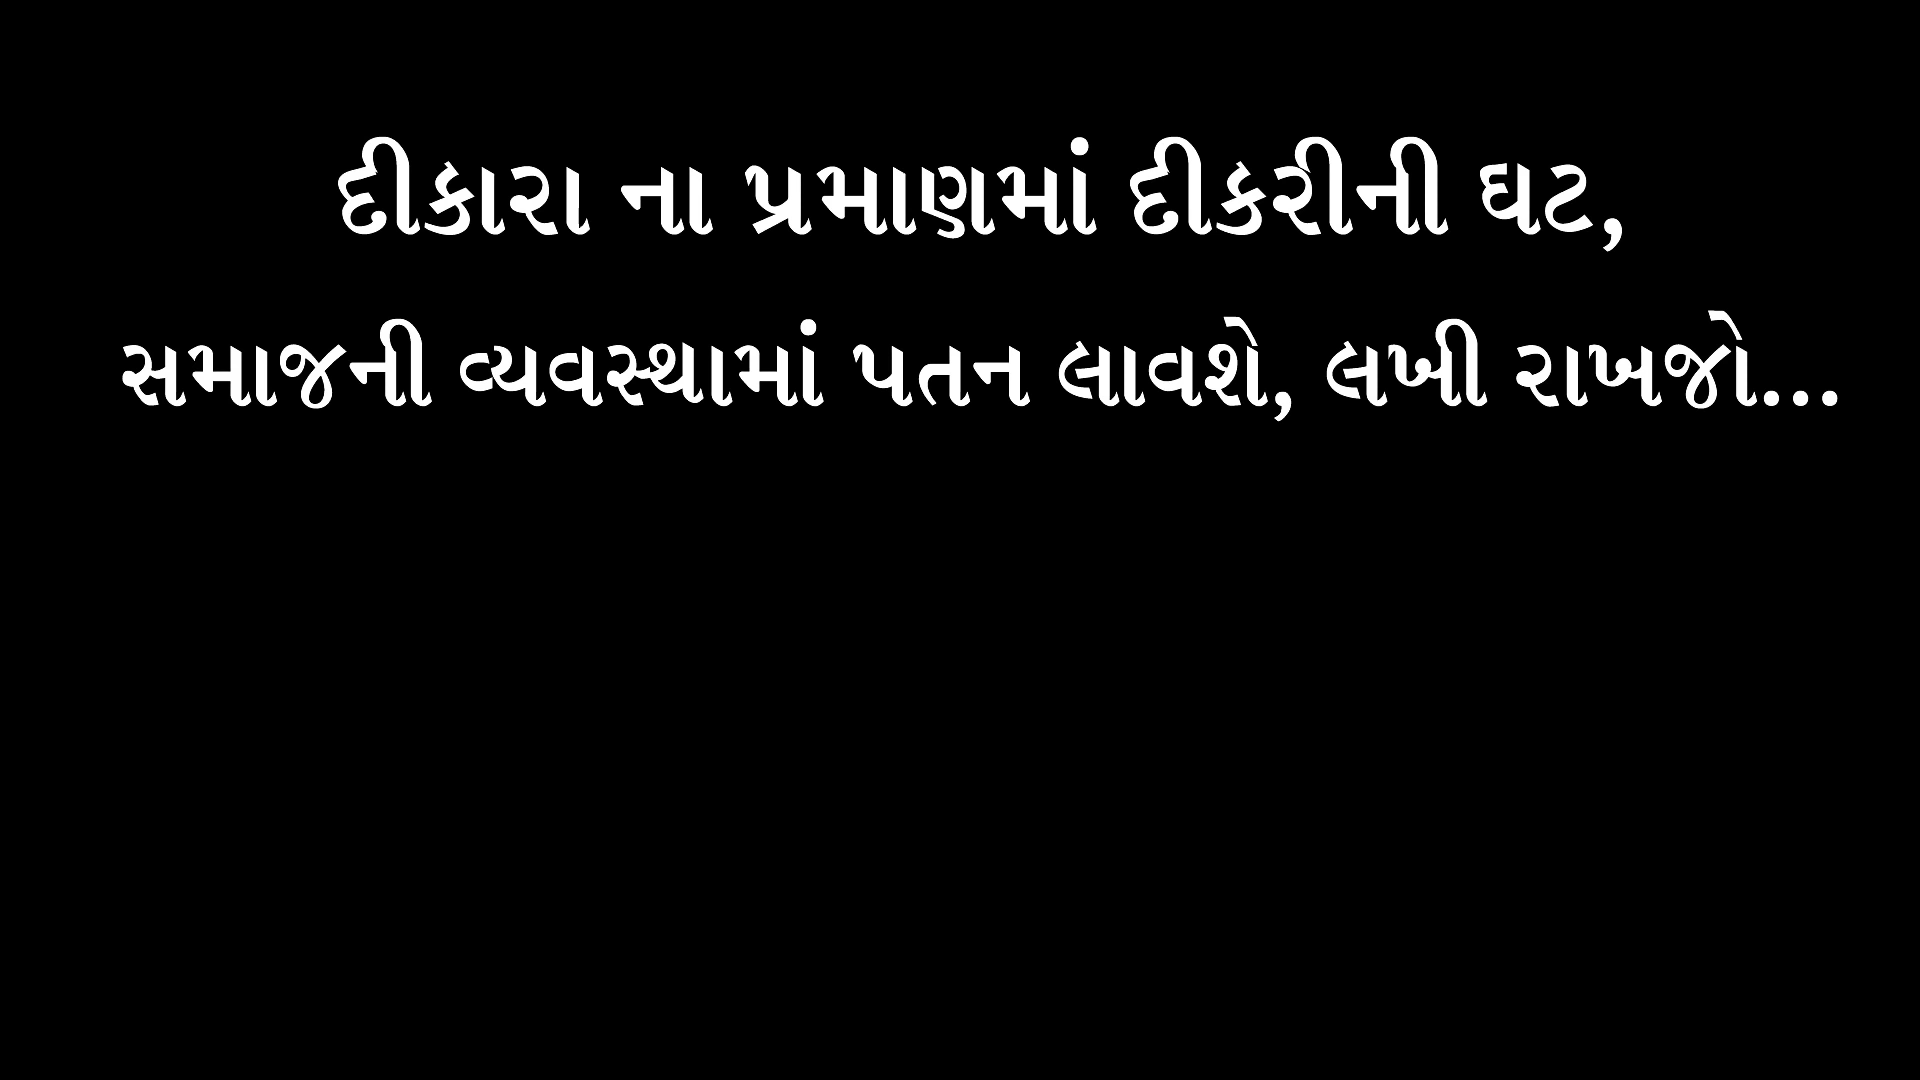 દીકારા ના પ્રમાણમાં દીકરીની ઘટ,
સમાજની વ્યવસ્થામાં પતન લાવશે, લખી રાખજો...